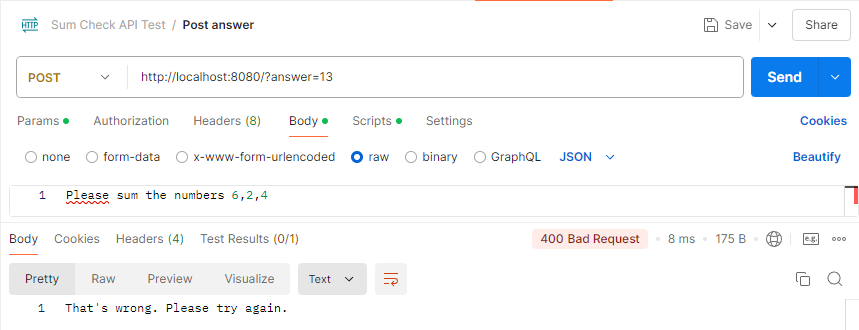 HTTP Sum Check API Test / Post answer Save Share
POST http://localhost:8080/?answer=13 Send
Params Authorization Headers (8) Body Scripts Settings Cookies
none form-data x-www-form-urlencoded raw binary GraphQL JSON Beautify
1 Please sum the numbers 6,2,4
Body Cookies Headers (4) Test Results (0/1) 400 Bad Request 8 ms 175 B e.g.
Pretty Raw Preview Visualize Text
1 That's wrong. Please try again.